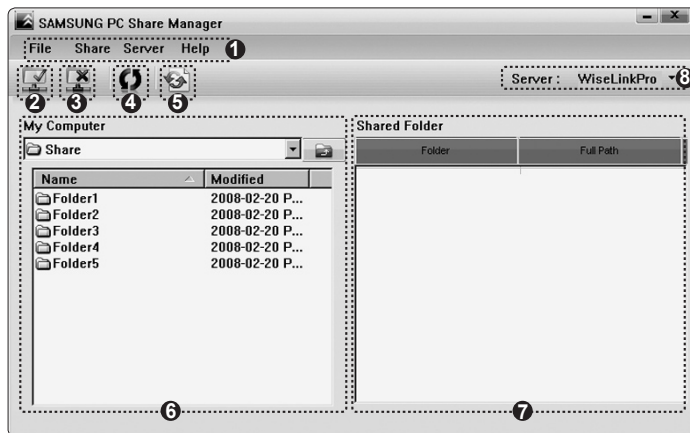 SAMSUNG PC Share Manager
File Share Server Help 1
2 3 4 5
Server : WiseLinkPro 8
My Computer
Share
Name Modified
Folder1 2008-02-20 P...
Folder2 2008-02-20 P...
Folder3 2008-02-20 P...
Folder4 2008-02-20 P...
Folder5 2008-02-20 P...
Shared Folder
Folder Full Path
6 7